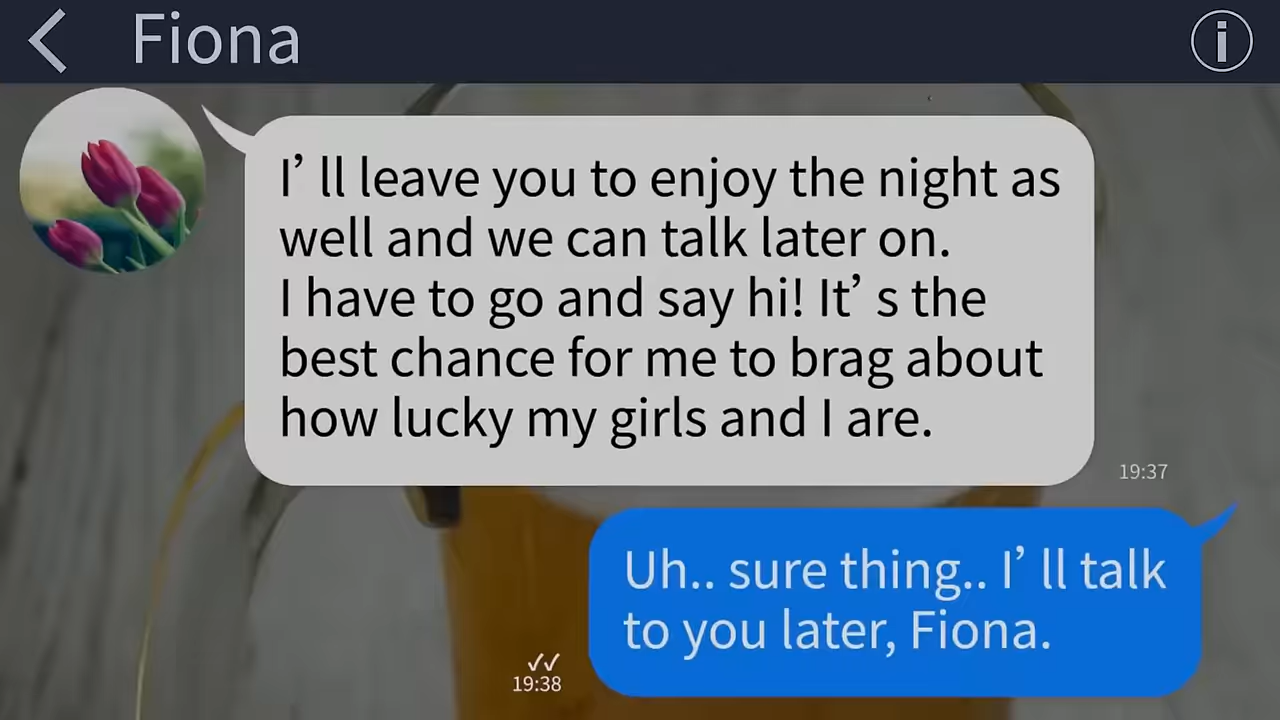 Fiona
I’ ll leave you to enjoy the night as
well and we can talk later on.
I have to go and say hi! It’ s the
best chance for me to brag about
how lucky my girls and I are.
19:37
Uh.. sure thing.. I’ ll talk
to you later, Fiona.
19:38